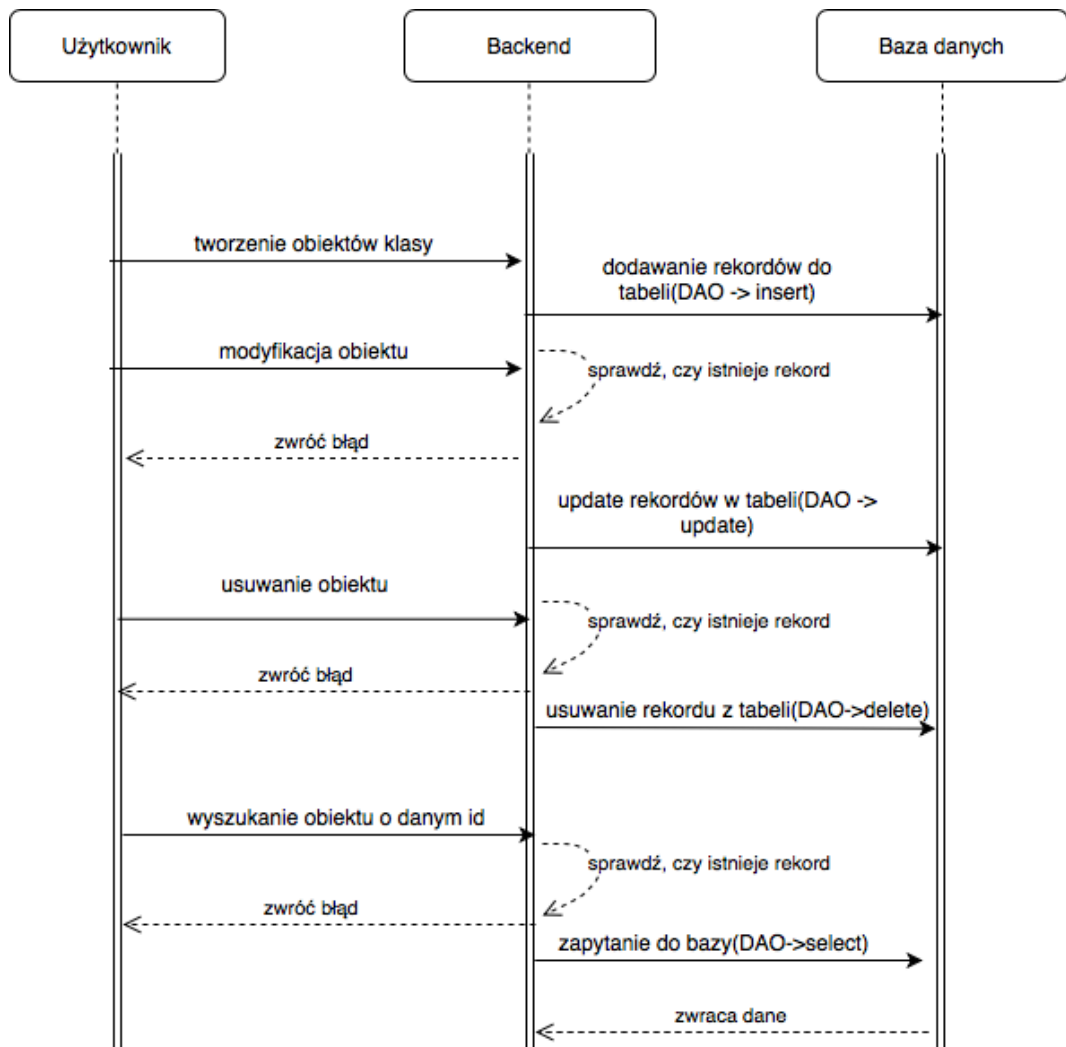 Użytkownik
Backend
Baza danych
tworzenie obiektów klasy
dodawanie rekordów do
tabeli(DAO -> insert)
modyfikacja obiektu
sprawdź, czy istnieje rekord
zwróć błąd
update rekordów w tabeli(DAO ->
update)
usuwanie obiektu
sprawdź, czy istnieje rekord
zwróć błąd
usuwanie rekordu z tabeli(DAO->delete)
wyszukanie obiektu o danym id
sprawdź, czy istnieje rekord
zwróć błąd
zapytanie do bazy(DAO->select)
zwraca dane